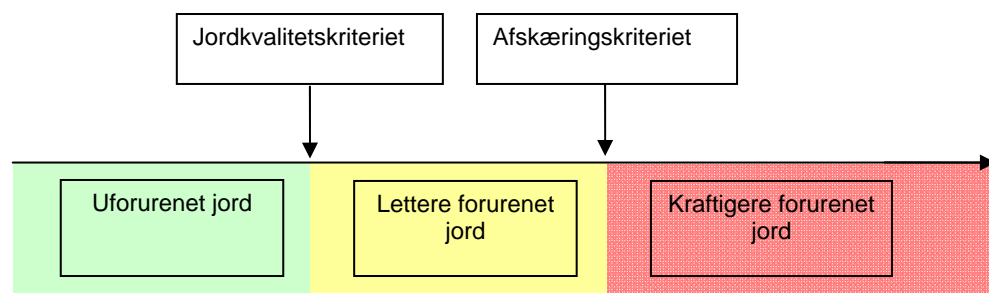 Jordkvalitetskriteriet
Afskæringskriteriet
Uforurenet jord
Lettere forurenet
jord
Kraftigere forurenet
jord